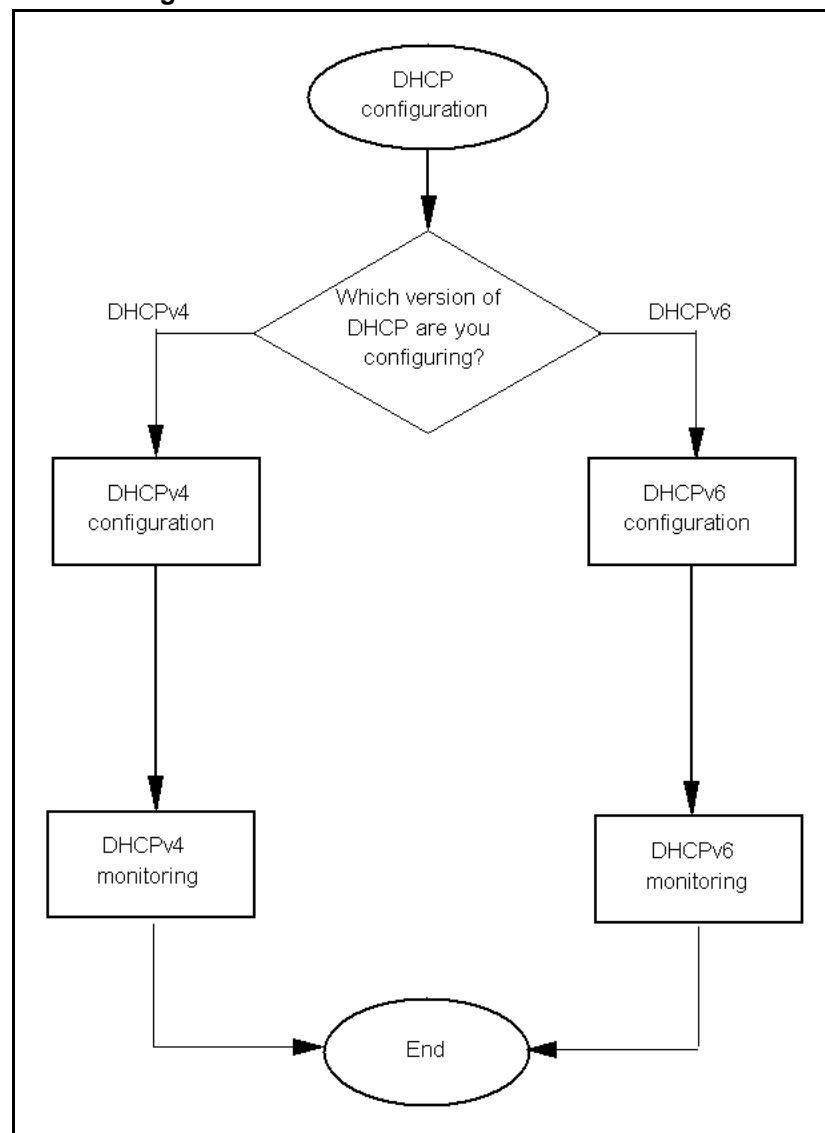 DHCP
configuration
Which version of
DHCP are you
configuring?
DHCPv4
DHCPv6
DHCPv4
configuration
DHCPv6
configuration
DHCPv4
monitoring
DHCPv6
monitoring
End